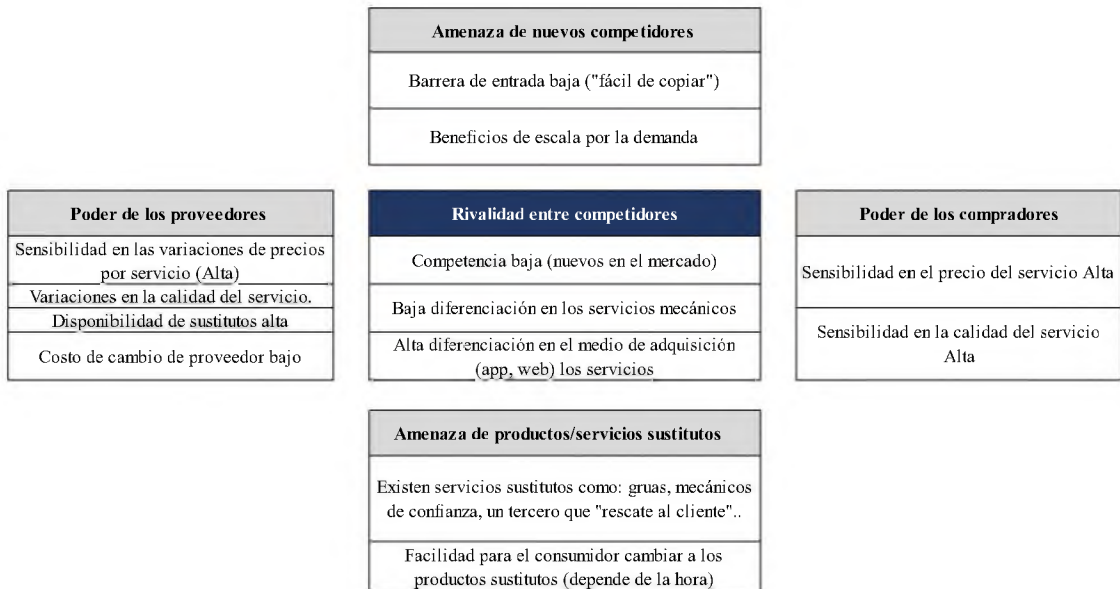 Amenaza de nuevos competidores
Barrera de entrada baja ("fácil de copiar")
Beneficios de escala por la demanda
Poder de los proveedores
Sensibilidad en las variaciones de precios
por servicio (Alta)
Variaciones en la calidad del servicio.
Disponibilidad de sustitutos alta
Costo de cambio de proveedor bajo
Rivalidad entre competidores
Competencia baja (nuevos en el mercado)
Baja diferenciación en los servicios mecánicos
Alta diferenciación en el medio de adquisición
(app, web) los servicios
Poder de los compradores
Sensibilidad en el precio del servicio Alta
Sensibilidad en la calidad del servicio
Alta
Amenaza de productos/servicios sustitutos
Existen servicios sustitutos como: gruas, mecánicos
de confianza, un tercero que "rescate al cliente"..
Facilidad para el consumidor cambiar a los
productos sustitutos (depende de la hora)